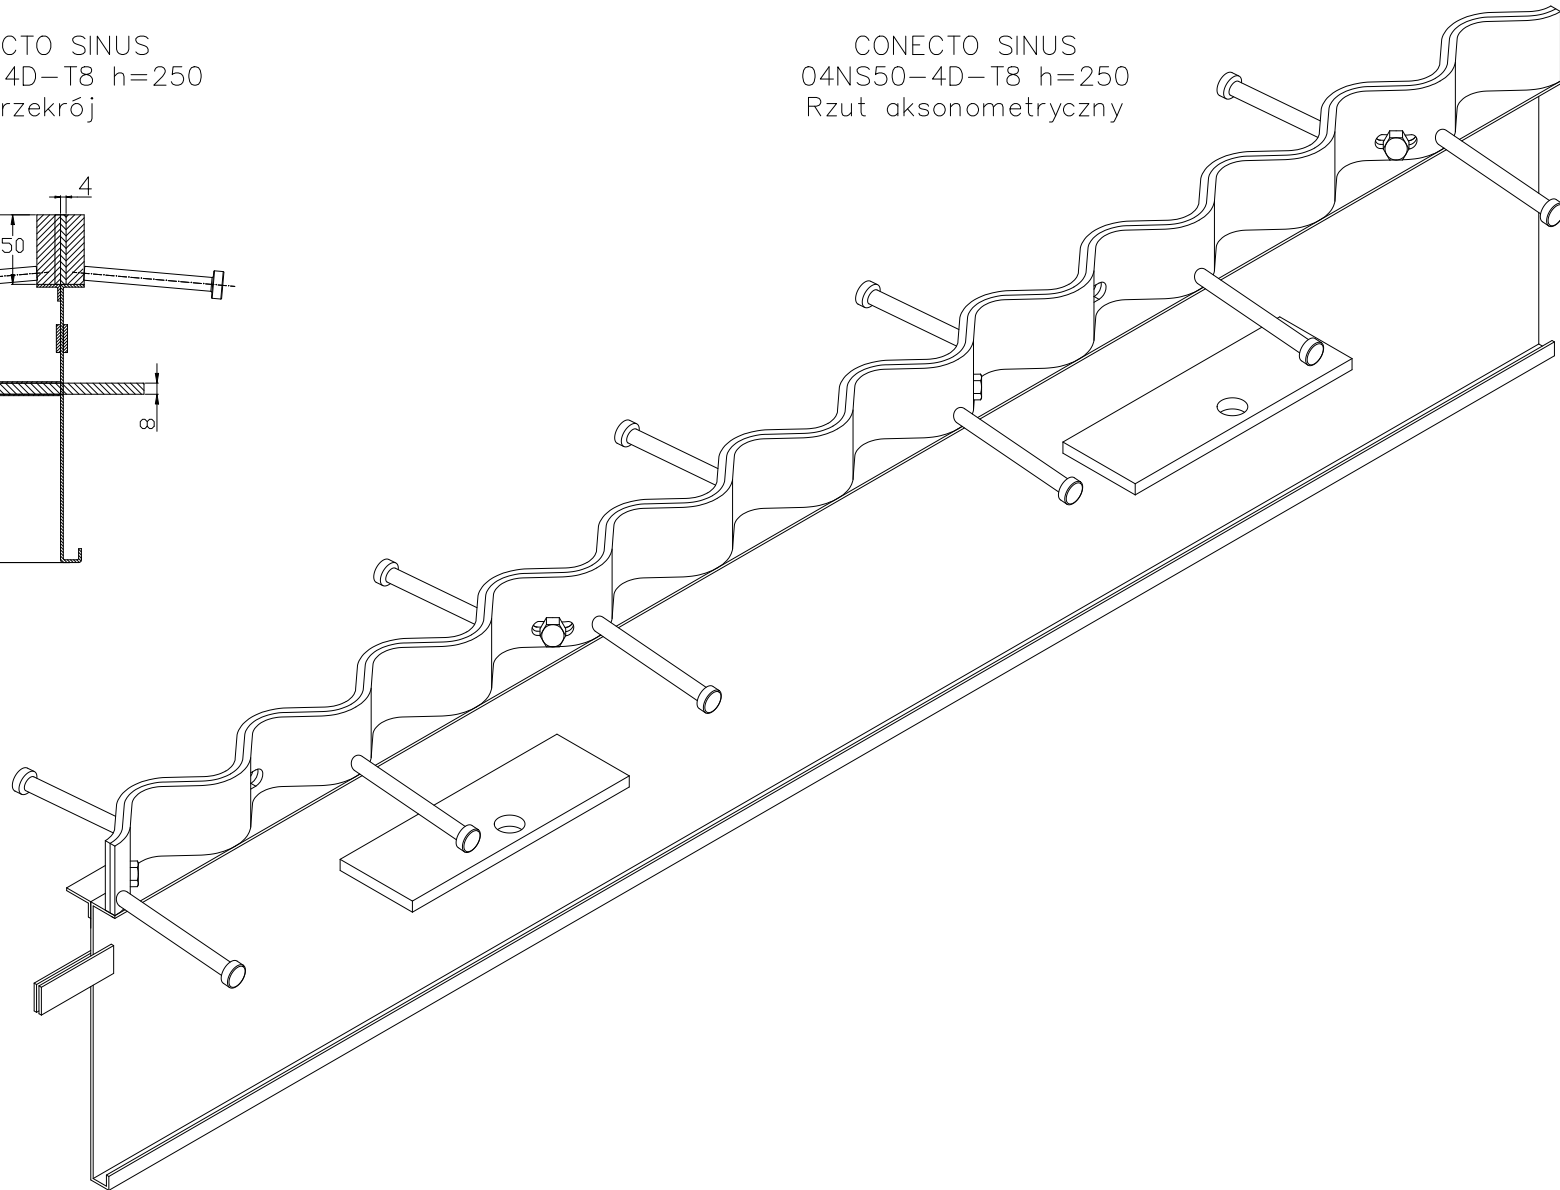 CTO SINUS
4D-T8 h=250
rzekrój
CONECTO SINUS
04NS50-4D-T8 h=250
Rzut aksonometryczny
4
50
8